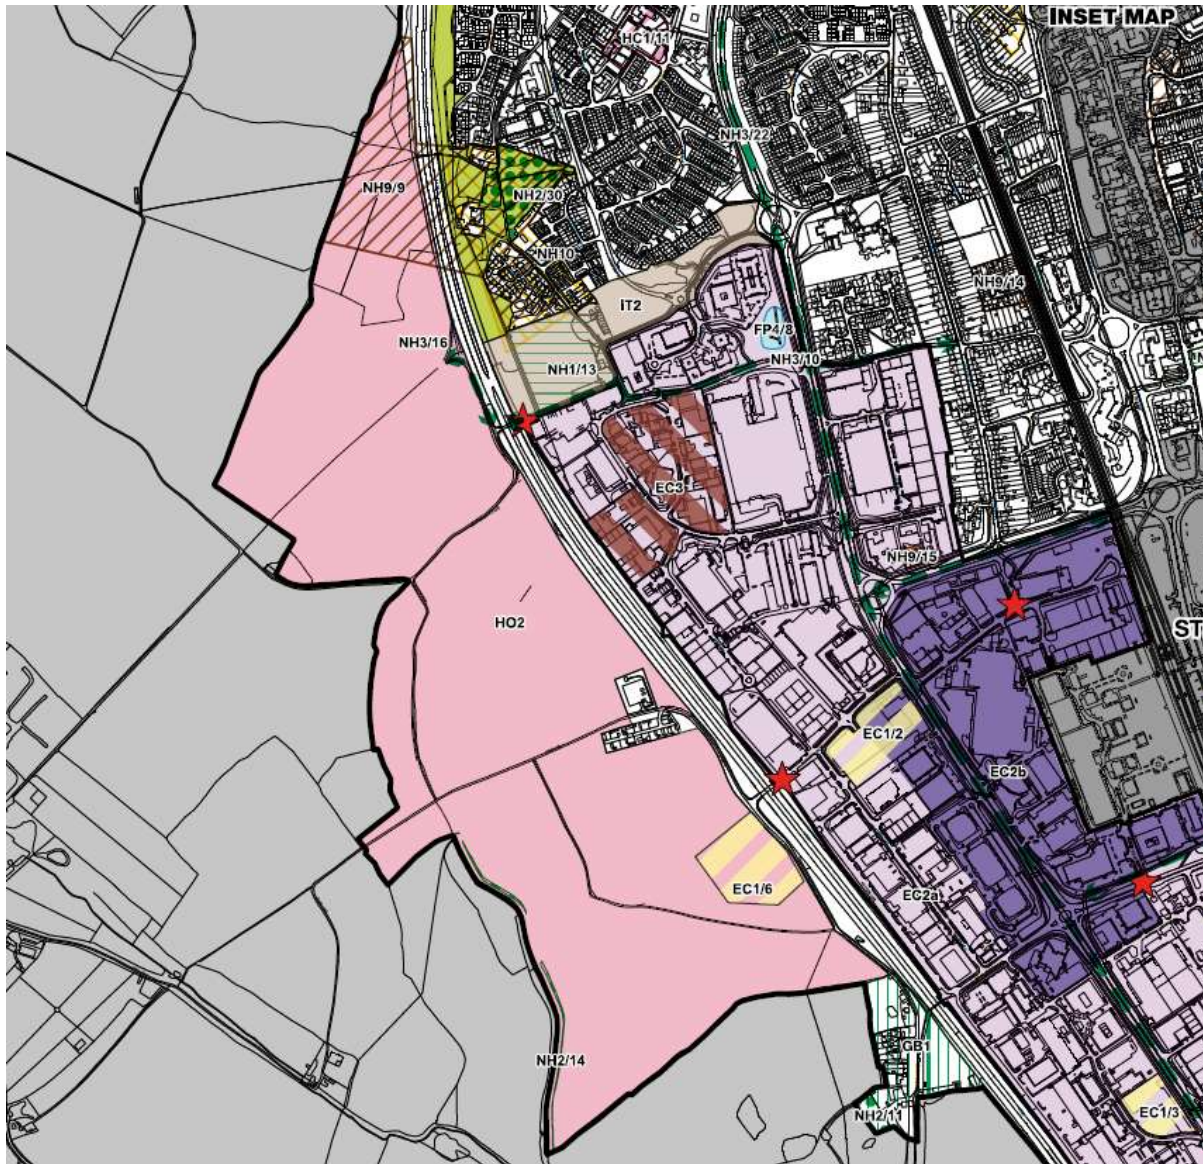 INSET MAP
HC1/11
NH3/22
NH9/9
NH2/30
NH10
NH9/14
IT2
FP4/8
NH3/16
NH3/10
NH1/13
EC3
NH9/15
HO2
ST
EC1/2
EC2b
EC1/6
EC2a
GB1
NH2/14
NH2/11
EC1/3